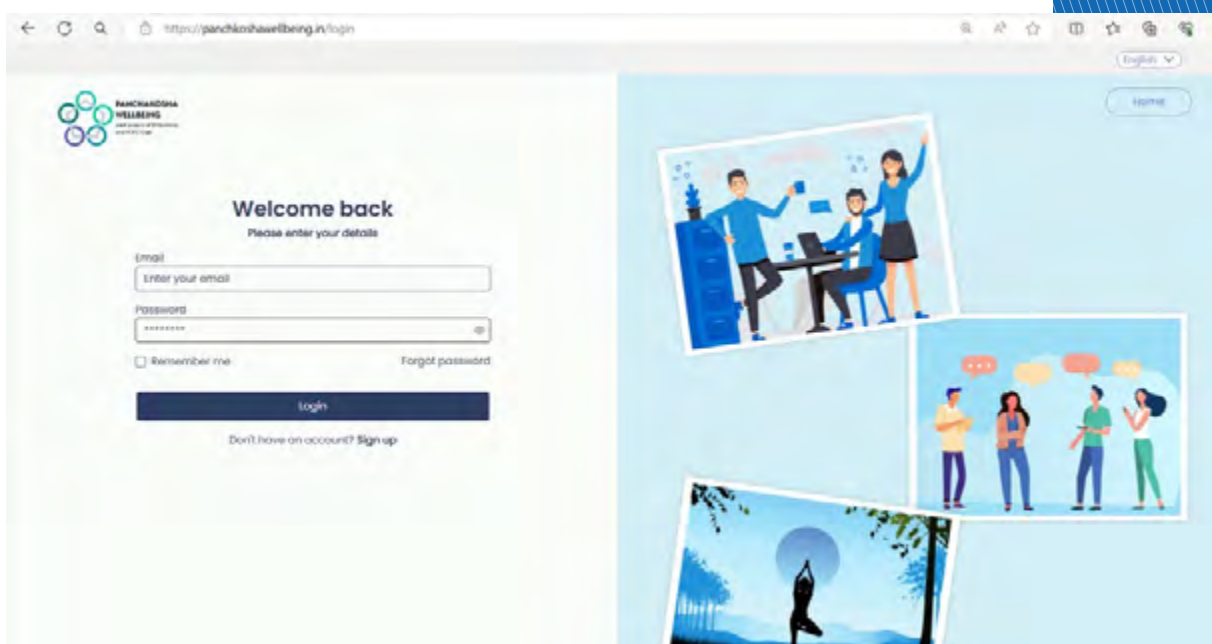 https://panchkoshawellbeing.in/login
English
PANCHAKOSHA
WELLBEING
Home
Welcome back
Please enter your details
Email
Enter your email
Password
********
Remember me
Forgot password
Login
Don't have an account? Sign up